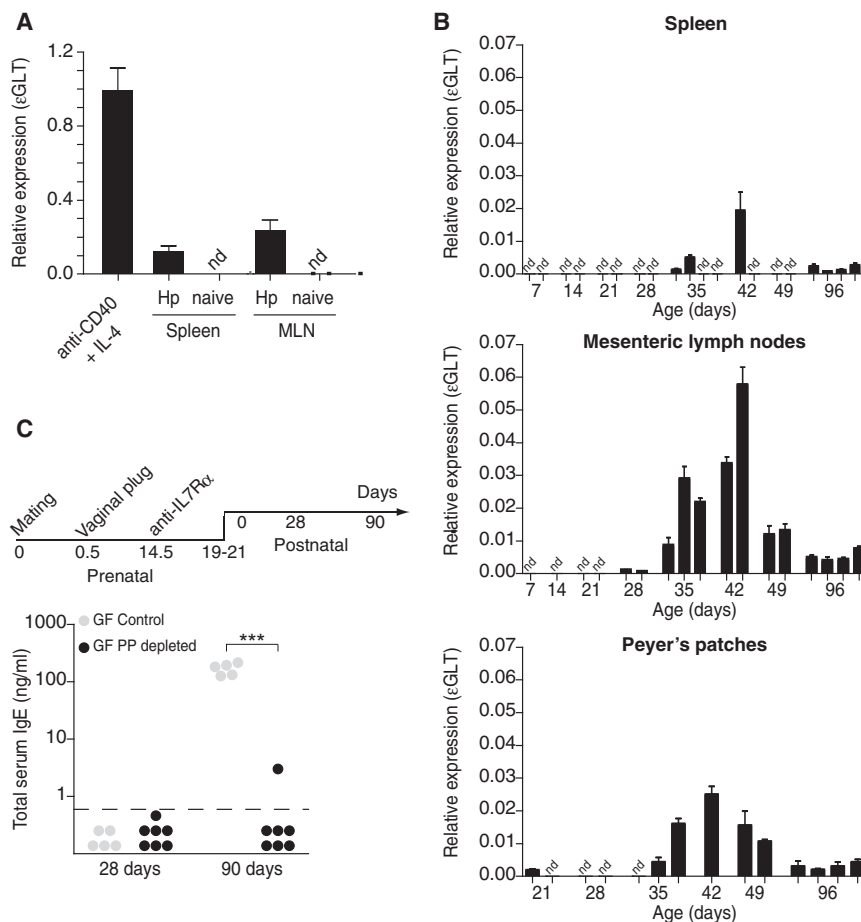 A
Relative expression (εGLT)
1.2
0.8
0.4
0.0
nd
nd
Hp naive Hp naive
anti-CD40
+ IL-4
Spleen MLN
B
Spleen
Relative expression (εGLT)
0.07
0.06
0.05
0.04
0.03
0.02
0.01
0.00
nd nd nd nd nd nd nd nd nd nd nd nd nd
7 14 21 28 35 42 49 96
Age (days)
Mesenteric lymph nodes
Relative expression (εGLT)
0.07
0.06
0.05
0.04
0.03
0.02
0.01
0.00
nd nd nd nd
7 14 21 28 35 42 49 96
Age (days)
Peyer's patches
Relative expression (εGLT)
0.07
0.06
0.05
0.04
0.03
0.02
0.01
0.00
nd nd nd nd
21 28 35 42 49 96
Age (days)
C
Mating
Vaginal plug
anti-IL7Rα
Days
0 0.5 14.5 19-21
0 28 90
Prenatal
Postnatal
Total serum IgE (ng/ml)
1000
100
10
1
GF Control
GF PP depleted
***
28 days 90 days